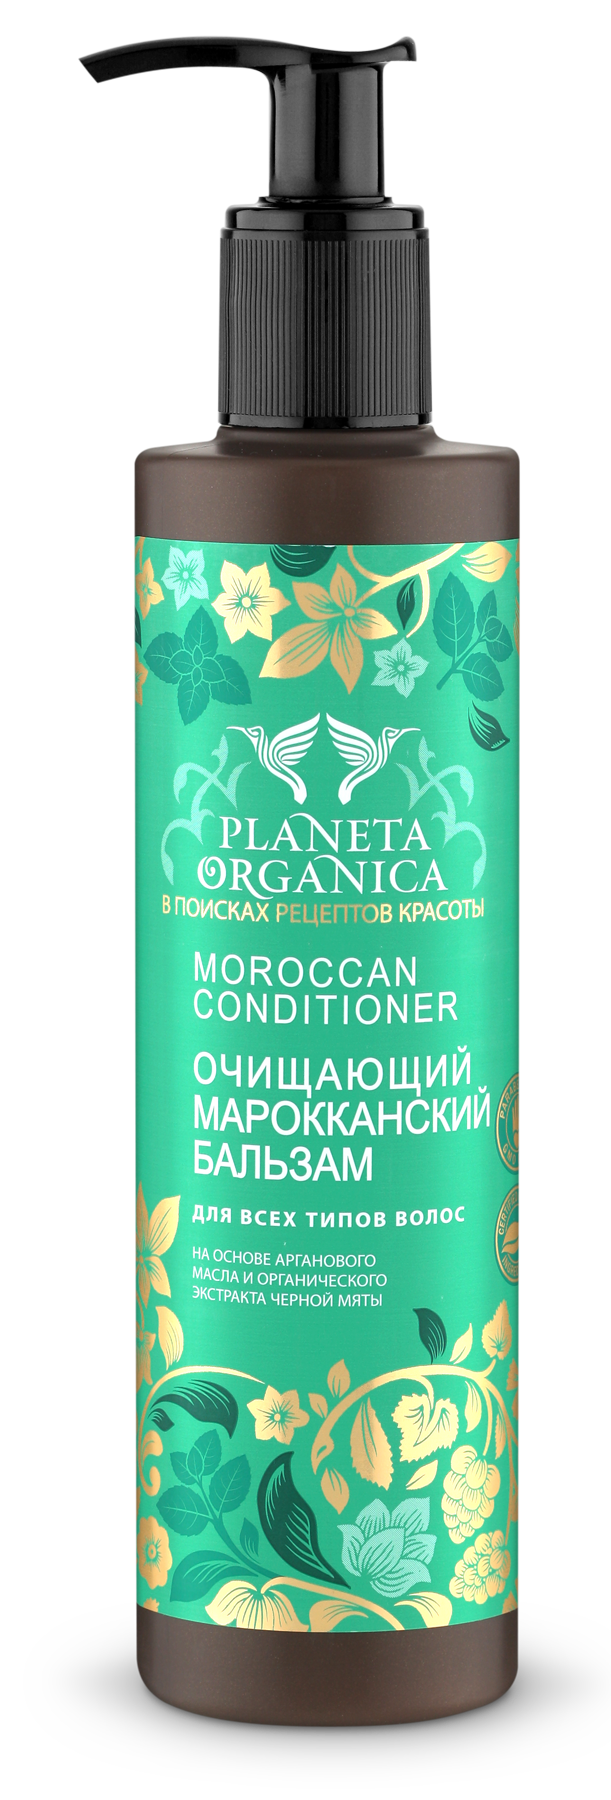 PLANETA
ORGANICA
В ПОИСКАХ РЕЦЕПТОВ КРАСОТЫ
MOROCCAN
CONDITIONER
ОЧИЩАЮЩИЙ
МАРОККАНСКИЙ
БАЛЬЗАМ
ДЛЯ ВСЕХ ТИПОВ ВОЛОС
НА ОСНОВЕ АРГАНОВОГО
МАСЛА И ОРГАНИЧЕСКОГО
ЭКСТРАКТА ЧЕРНОЙ МЯТЫ